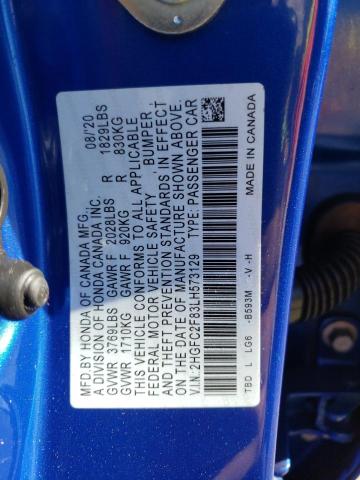 MFD.BY HONDA OF CANADA MFG.,
A DIVISION OF HONDA CANADA INC. 08/'20
GVWR 3769LBS GAWR F 2028LBS R 1829LBS
GVWR 1710KG GAWR F 920KG R 830KG
THIS VEHICLE CONFORMS TO ALL APPLICABLE
FEDERAL MOTOR VEHICLE SAFETY, BUMPER,
AND THEFT PREVENTION STANDARDS IN EFFECT
ON THE DATE OF MANUFACTURE SHOWN ABOVE.
V.I.N: 2HGFC2F83LH573129 TYPE: PASSENGER CAR
TBD L LG6 -B593M -V -H MADE IN CANADA